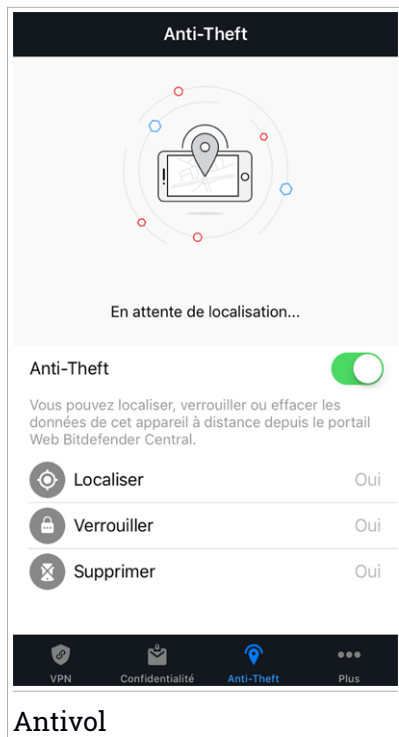 Anti-Theft
En attente de localisation...
Anti-Theft
Vous pouvez localiser, verrouiller ou effacer les
données de cet appareil à distance depuis le portail
Web Bitdefender Central.
Localiser Oui
Verrouiller Oui
Supprimer Oui
VPN Confidentialité Anti-Theft Plus
Antivol